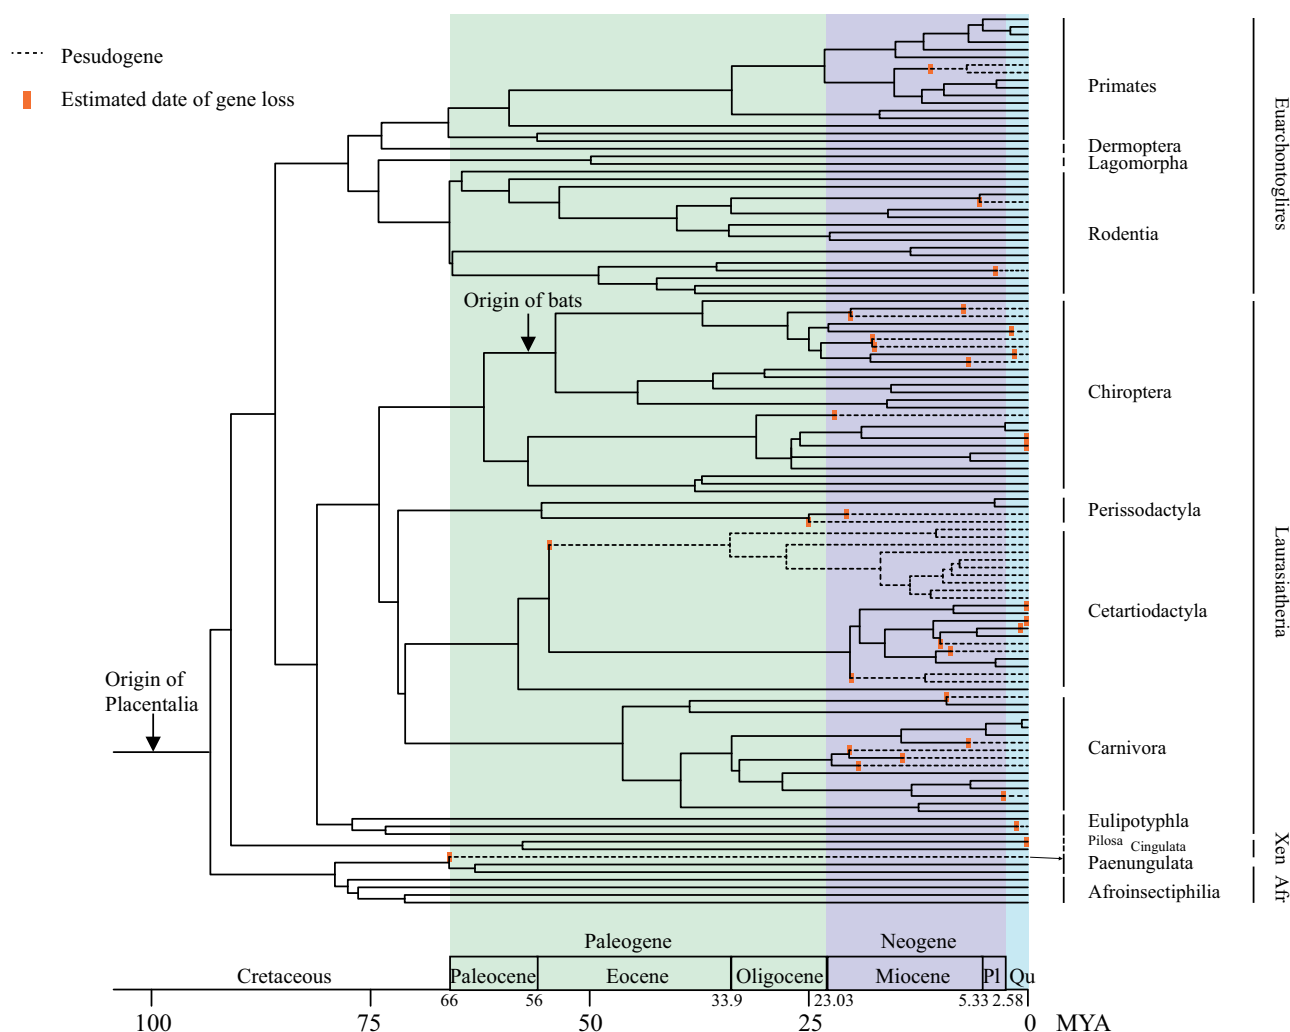 Pesudogene
Estimated date of gene loss
Primates
Dermoptera
Lagomorpha
Rodentia
Euarchontoglires
Origin of bats
Chiroptera
Perissodactyla
Cetartiodactyla
Laurasiatheria
Origin of
Placentalia
Carnivora
Eulipotyphla
Pilosa
Cingulata
Xen
Paenungulata
Afroinsectiphilia
Afr
Paleogene
Neogene
Cretaceous
Paleocene
Eocene
Oligocene
Miocene
Pl
Qu
66
56
33.9
23.03
5.33
2.58
100
75
50
25
0
MYA